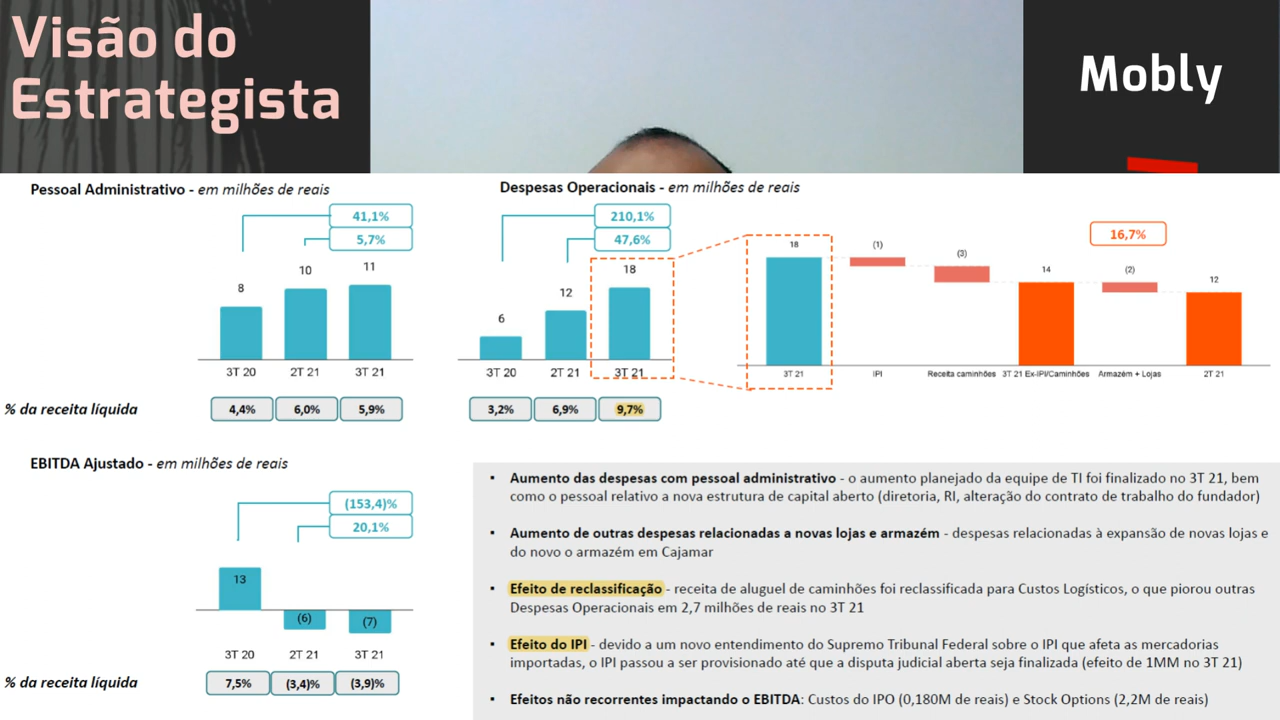 Visão do
Estrategista
Mobly
Pessoal Administrativo - em milhões de reais
41,1%
5,7%
8
10
11
3T 20
2T 21
3T 21
% da receita líquida
4,4%
6,0%
5,9%
Despesas Operacionais - em milhões de reais
210,1%
47,6%
6
12
18
3T 20
2T 21
3T 21
3,2%
6,9%
9,7%
16,7%
18
(1)
(3)
14
(2)
12
3T 21
IPI
Receita caminhões
3T 21 Ex-IPI/Caminhões
Armazém + Lojas
2T 21
EBITDA Ajustado - em milhões de reais
(153,4)%
20,1%
13
(6)
(7)
3T 20
2T 21
3T 21
% da receita líquida
7,5%
(3,4)%
(3,9)%
▪ Aumento das despesas com pessoal administrativo - o aumento planejado da equipe de TI foi finalizado no 3T 21, bem
como o pessoal relativo a nova estrutura de capital aberto (diretoria, RI, alteração do contrato de trabalho do fundador)
▪ Aumento de outras despesas relacionadas a novas lojas e armazém - despesas relacionadas à expansão de novas lojas e
do novo o armazém em Cajamar
▪ Efeito de reclassificação - receita de aluguel de caminhões foi reclassificada para Custos Logísticos, o que piorou outras
Despesas Operacionais em 2,7 milhões de reais no 3T 21
▪ Efeito do IPI - devido a um novo entendimento do Supremo Tribunal Federal sobre o IPI que afeta as mercadorias
importadas, o IPI passou a ser provisionado até que a disputa judicial aberta seja finalizada (efeito de 1MM no 3T 21)
▪ Efeitos não recorrentes impactando o EBITDA: Custos do IPO (0,180M de reais) e Stock Options (2,2M de reais)